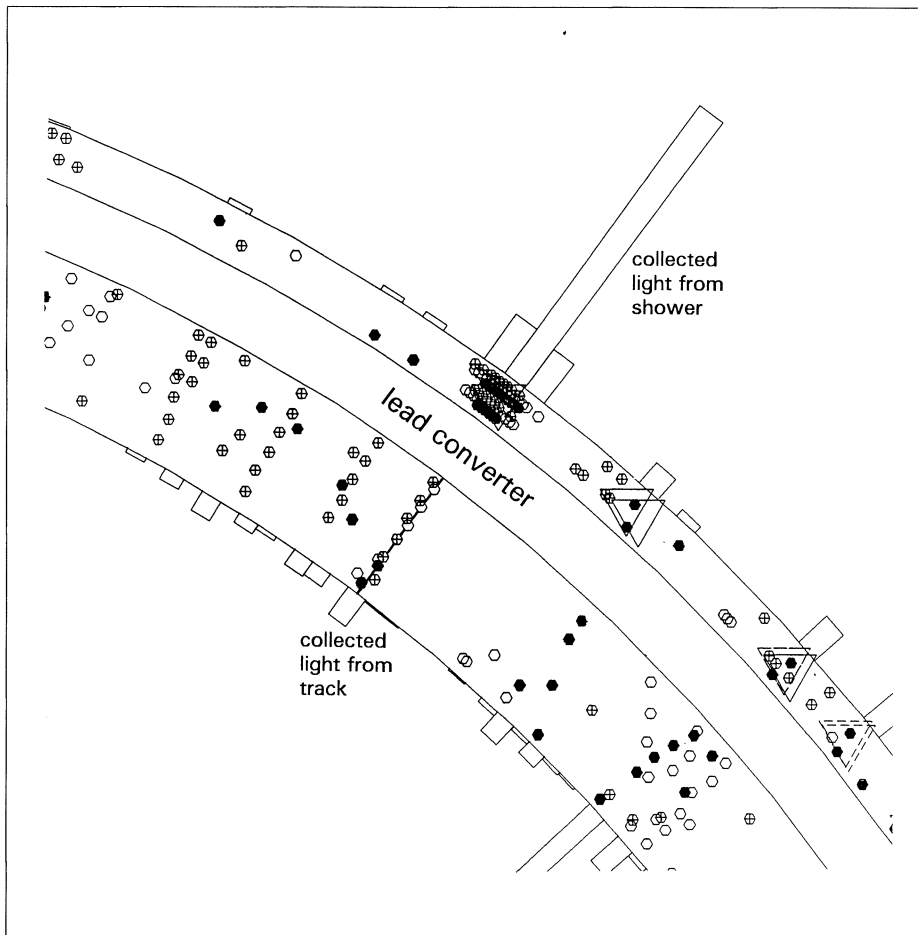 collected
light from
shower
lead converter
collected
light from
track